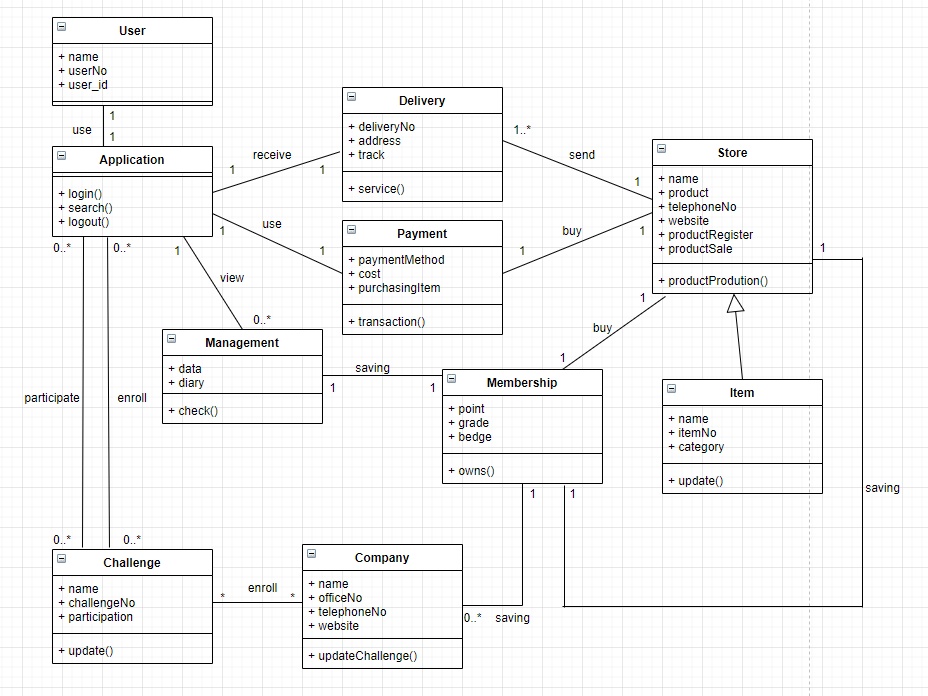 User
+ name
+ userNo
+ user_id
1
use
1
Application
+ login()
+ search()
+ logout()
Delivery
+ deliveryNo
+ address
+ track
+ service()
receive
1
1
use
1
1
Payment
+ paymentMethod
+ cost
+ purchasingItem
+ transaction()
1..*
send
1
buy
1
1
Store
+ name
+ product
+ telephoneNo
+ website
+ productRegister
+ productSale
+ productProdution()
1
0..*
0..*
1
view
0..*
Management
+ data
+ diary
+ check()
saving
1
1
1
buy
1
Membership
+ point
+ grade
+ bedge
+ owns()
Item
+ name
+ itemNo
+ category
+ update()
participate
enroll
saving
1
1
0..*
0..*
Challenge
+ name
+ challengeNo
+ participation
+ update()
enroll
*
*
Company
+ name
+ officeNo
+ telephoneNo
+ website
+ updateChallenge()
0..*
saving